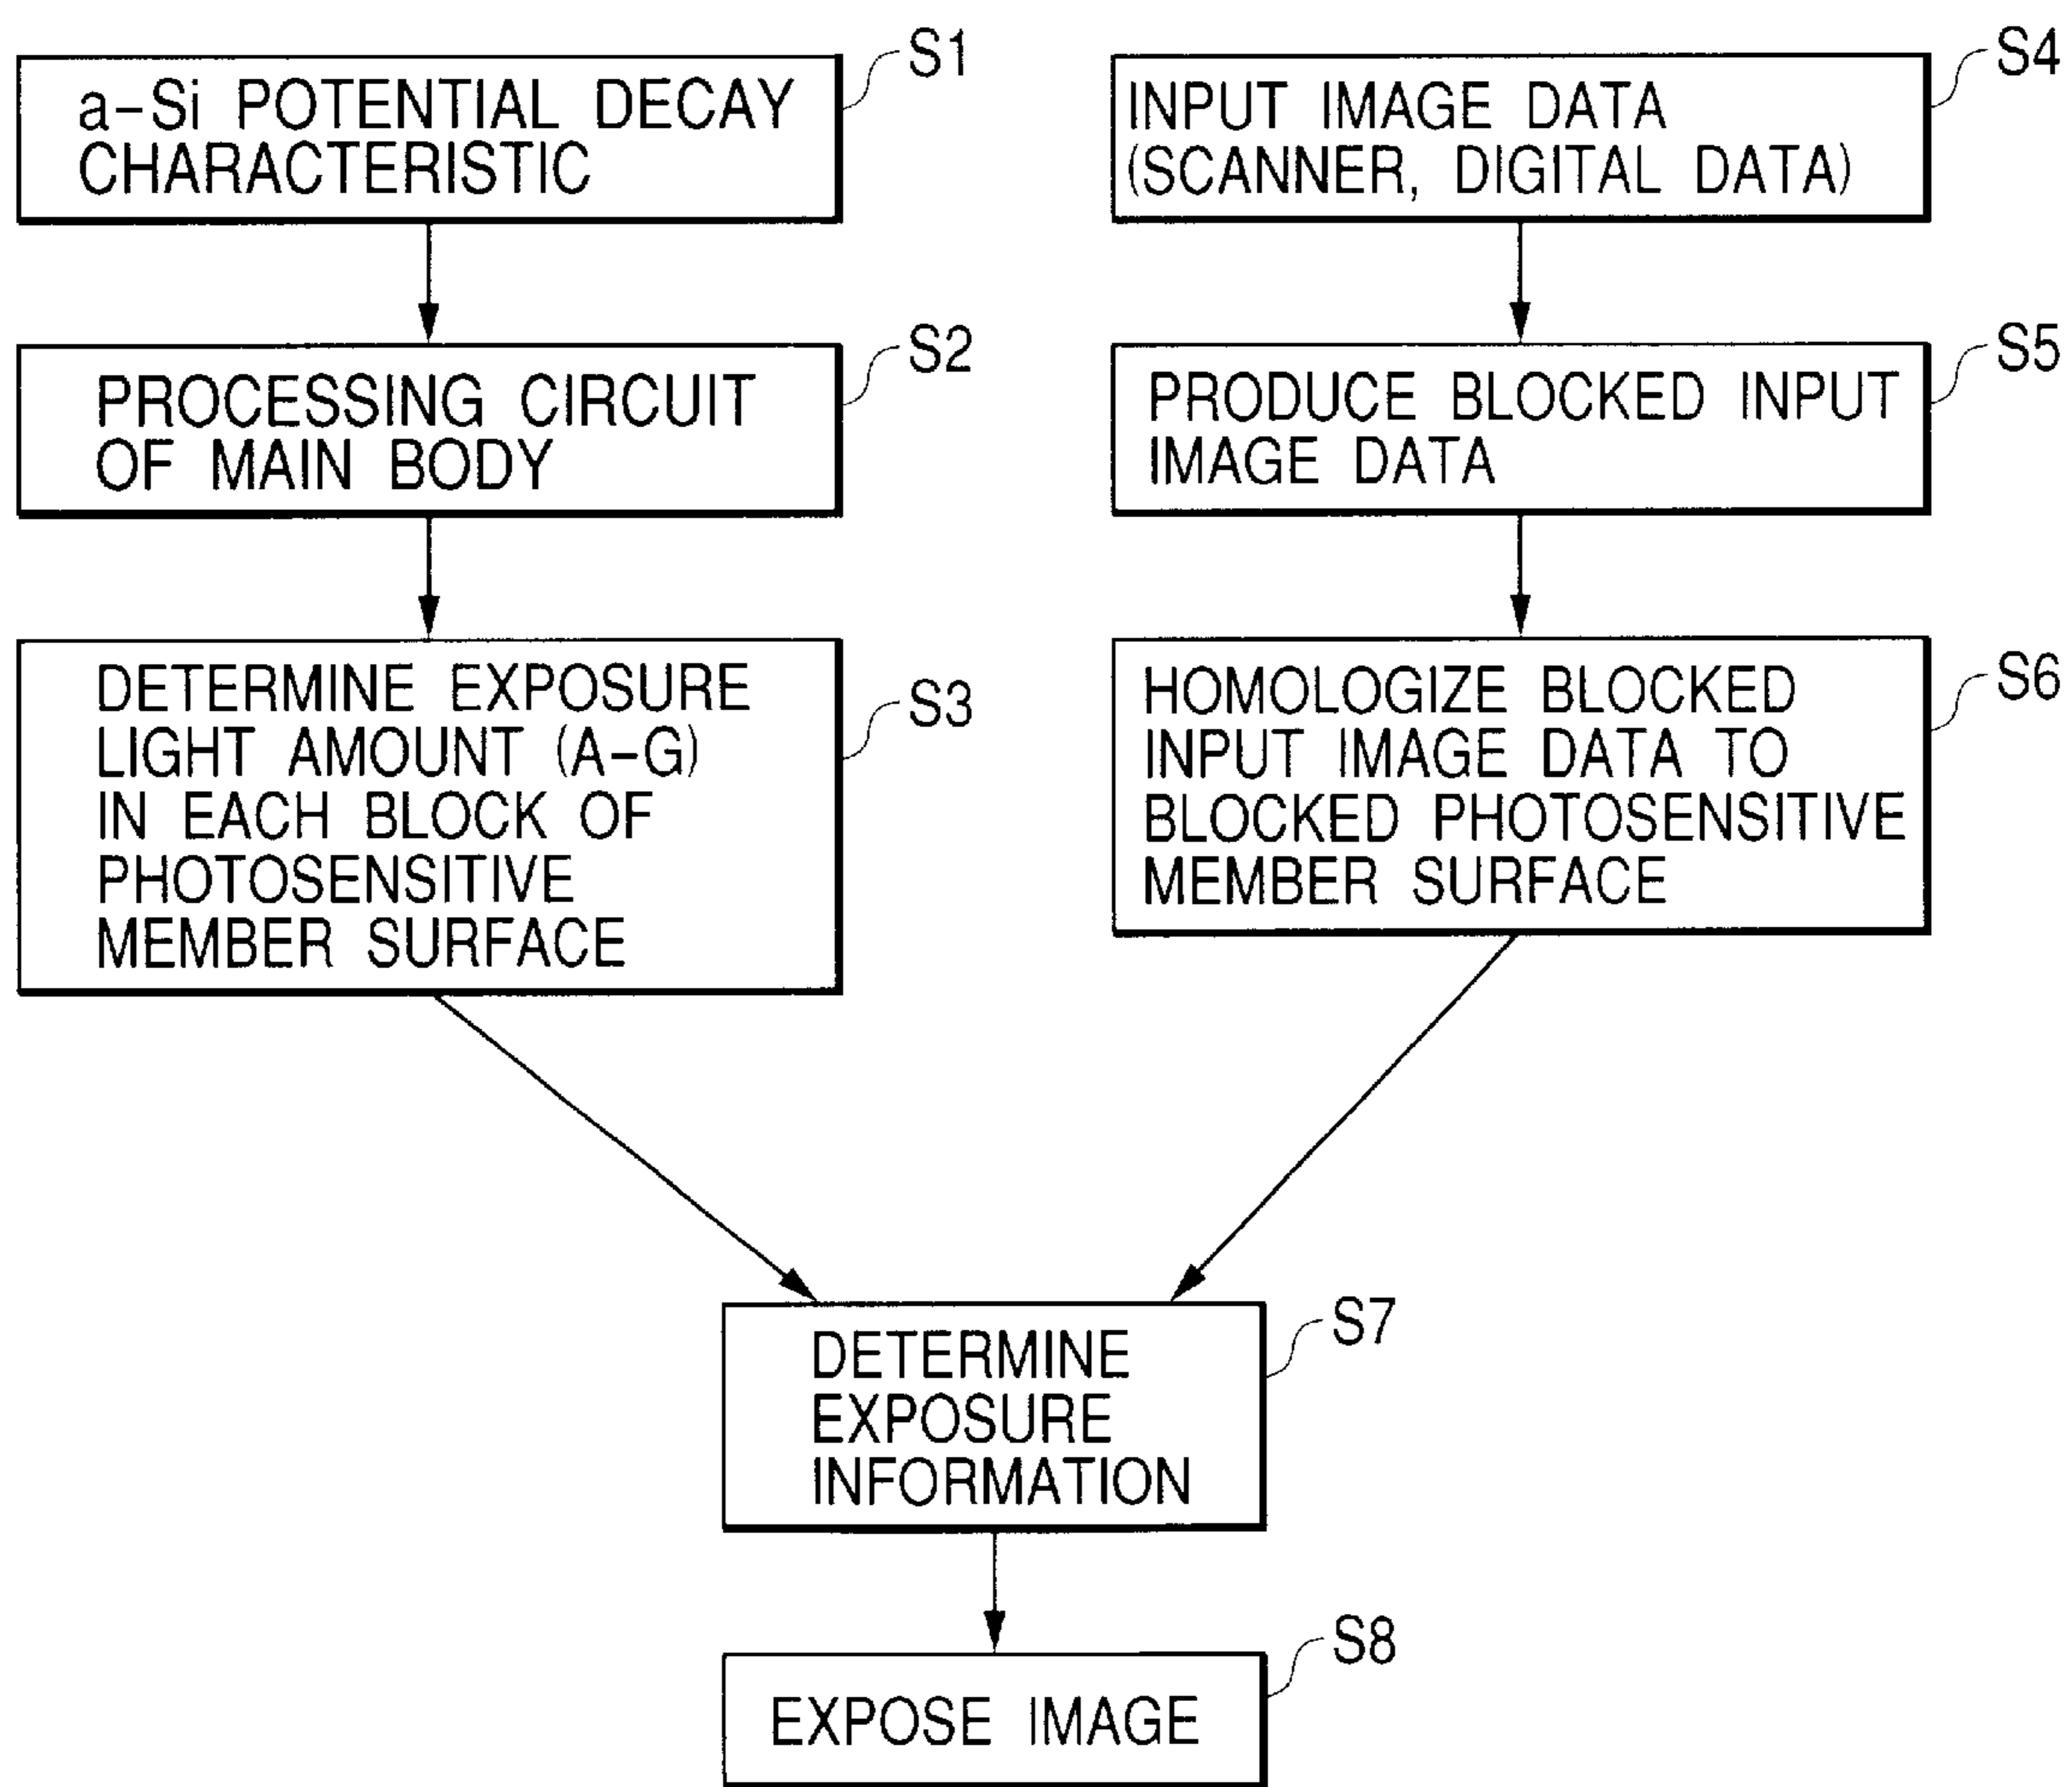 S1
a-Si POTENTIAL DECAY
CHARACTERISTIC
S2
PROCESSING CIRCUIT
OF MAIN BODY
S3
DETERMINE EXPOSURE
LIGHT AMOUNT (A-G)
IN EACH BLOCK OF
PHOTOSENSITIVE
MEMBER SURFACE
S4
INPUT IMAGE DATA
(SCANNER, DIGITAL DATA)
S5
PRODUCE BLOCKED INPUT
IMAGE DATA
S6
HOMOLOGIZE BLOCKED
INPUT IMAGE DATA TO
BLOCKED PHOTOSENSITIVE
MEMBER SURFACE
S7
DETERMINE
EXPOSURE
INFORMATION
S8
EXPOSE IMAGE